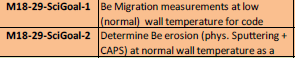 M18-29-SciGoal-1 Be Migration measurements at low
(normal) wall temperature for code
M18-29-SciGoal-2 Determine Be erosion (phys. Sputtering +
CAPS) at normal wall temperature as a